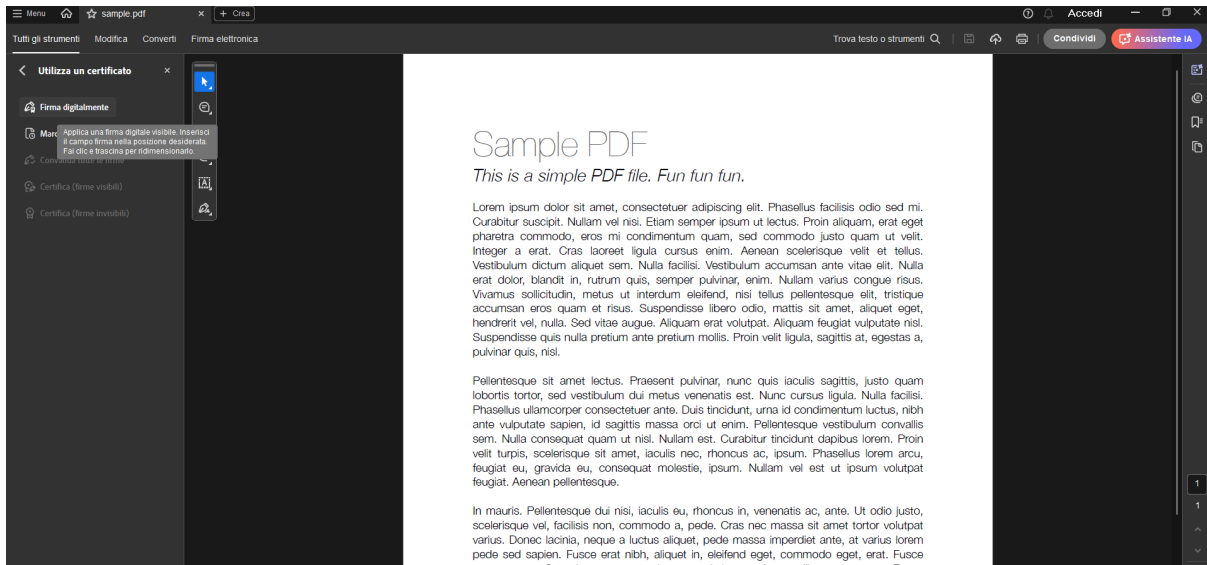 Menu
sample.pdf
+ Crea
Accedi
Tutti gli strumenti
Modifica
Converti
Firma elettronica
Trova testo o strumenti
Condividi
Assistente IA
Utilizza un certificato
Firma digitalmente
Applica una firma digitale visibile. Inserisci
il campo firma nella posizione desiderata.
Fai clic e trascina per ridimensionarlo.
Certifica (firme visibili)
Certifica (firme invisibili)
Sample PDF
This is a simple PDF file. Fun fun fun.
Lorem ipsum dolor sit amet, consectetuer adipiscing elit. Phasellus facilisis odio sed mi.
Curabitur suscipit. Nullam vel nisi. Etiam semper ipsum ut lectus. Proin aliquam, erat eget
pharetra commodo, eros mi condimentum quam, sed commodo justo quam ut velit.
Integer a erat. Cras laoreet ligula cursus enim. Aenean scelerisque velit et tellus.
Vestibulum dictum aliquet sem. Nulla facilisi. Vestibulum accumsan ante vitae elit. Nulla
erat dolor, blandit in, rutrum quis, semper pulvinar, enim. Nullam varius congue risus.
Vivamus sollicitudin, metus ut interdum eleifend, nisi tellus pellentesque elit, tristique
accumsan eros quam et risus. Suspendisse libero odio, mattis sit amet, aliquet eget,
hendrerit vel, nulla. Sed vitae augue. Aliquam erat volutpat. Aliquam feugiat vulputate nisl.
Suspendisse quis nulla pretium ante pretium mollis. Proin velit ligula, sagittis at, egestas a,
pulvinar quis, nisl.
Pellentesque sit amet lectus. Praesent pulvinar, nunc quis iaculis sagittis, justo quam
lobortis tortor, sed vestibulum dui metus venenatis est. Nunc cursus ligula. Nulla facilisi.
Phasellus ullamcorper consectetuer ante. Duis tincidunt, urna id condimentum luctus, nibh
ante vulputate sapien, id sagittis massa orci ut enim. Pellentesque vestibulum convallis
sem. Nulla consequat quam ut nisl. Nullam est. Curabitur tincidunt dapibus lorem. Proin
velit turpis, scelerisque sit amet, iaculis nec, rhoncus ac, ipsum. Phasellus lorem arcu,
feugiat eu, gravida eu, consequat molestie, ipsum. Nullam vel est ut ipsum volutpat
feugiat. Aenean pellentesque.
In mauris. Pellentesque dui nisi, iaculis eu, rhoncus in, venenatis ac, ante. Ut odio justo,
scelerisque vel, facilisis non, commodo a, pede. Cras nec massa sit amet tortor volutpat
varius. Donec lacinia, neque a luctus aliquet, pede massa imperdiet ante, at varius lorem
pede sed sapien. Fusce erat nibh, aliquet in, eleifend eget, commodo eget, erat. Fusce
1
1